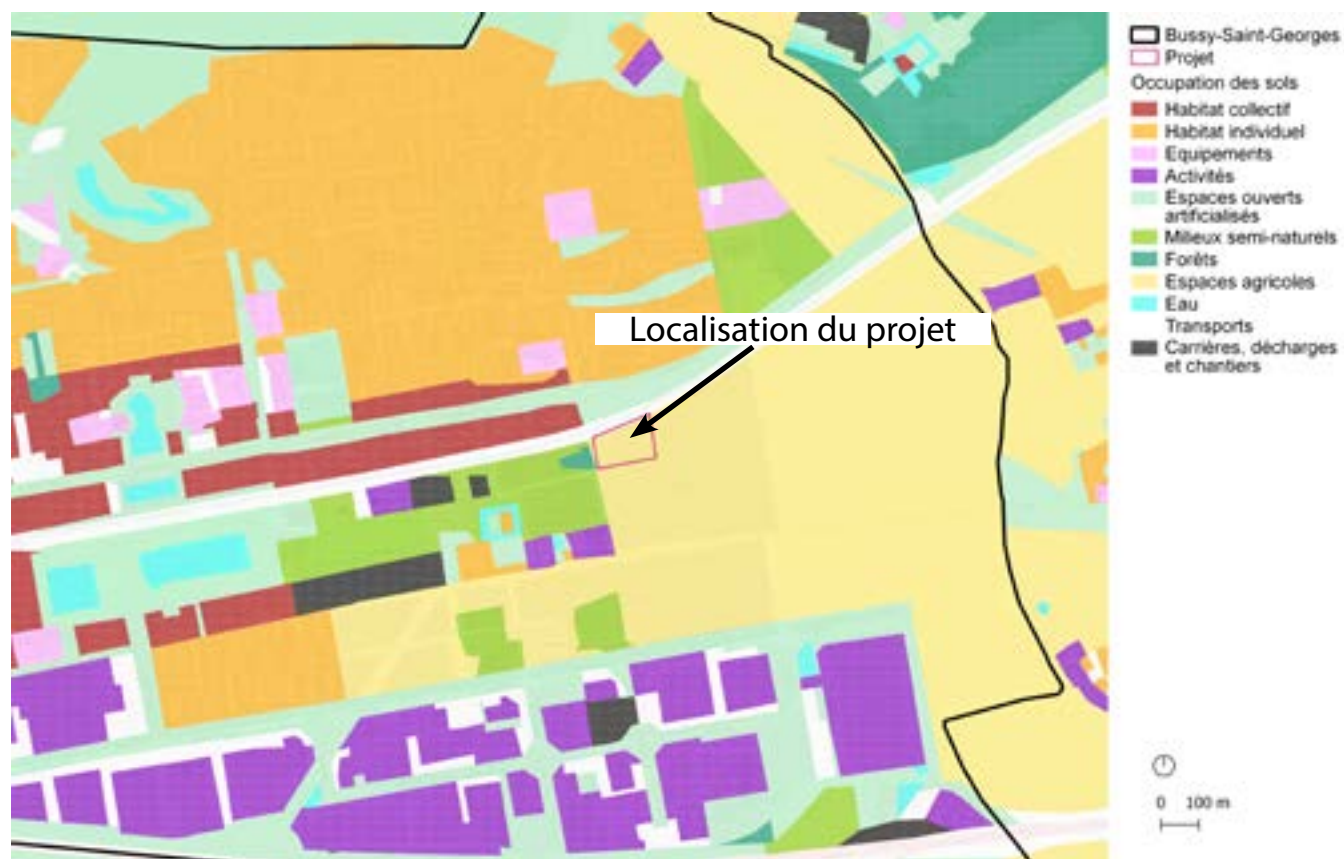 Bussy-Saint-Georges
Projet
Occupation des sols
Habitat collectif
Habitat individuel
Equipements
Activités
Espaces ouverts
artificialisés
Milieux semi-naturels
Forêts
Espaces agricoles
Eau
Transports
Carrières, décharges
et chantiers
Localisation du projet
0 100 m